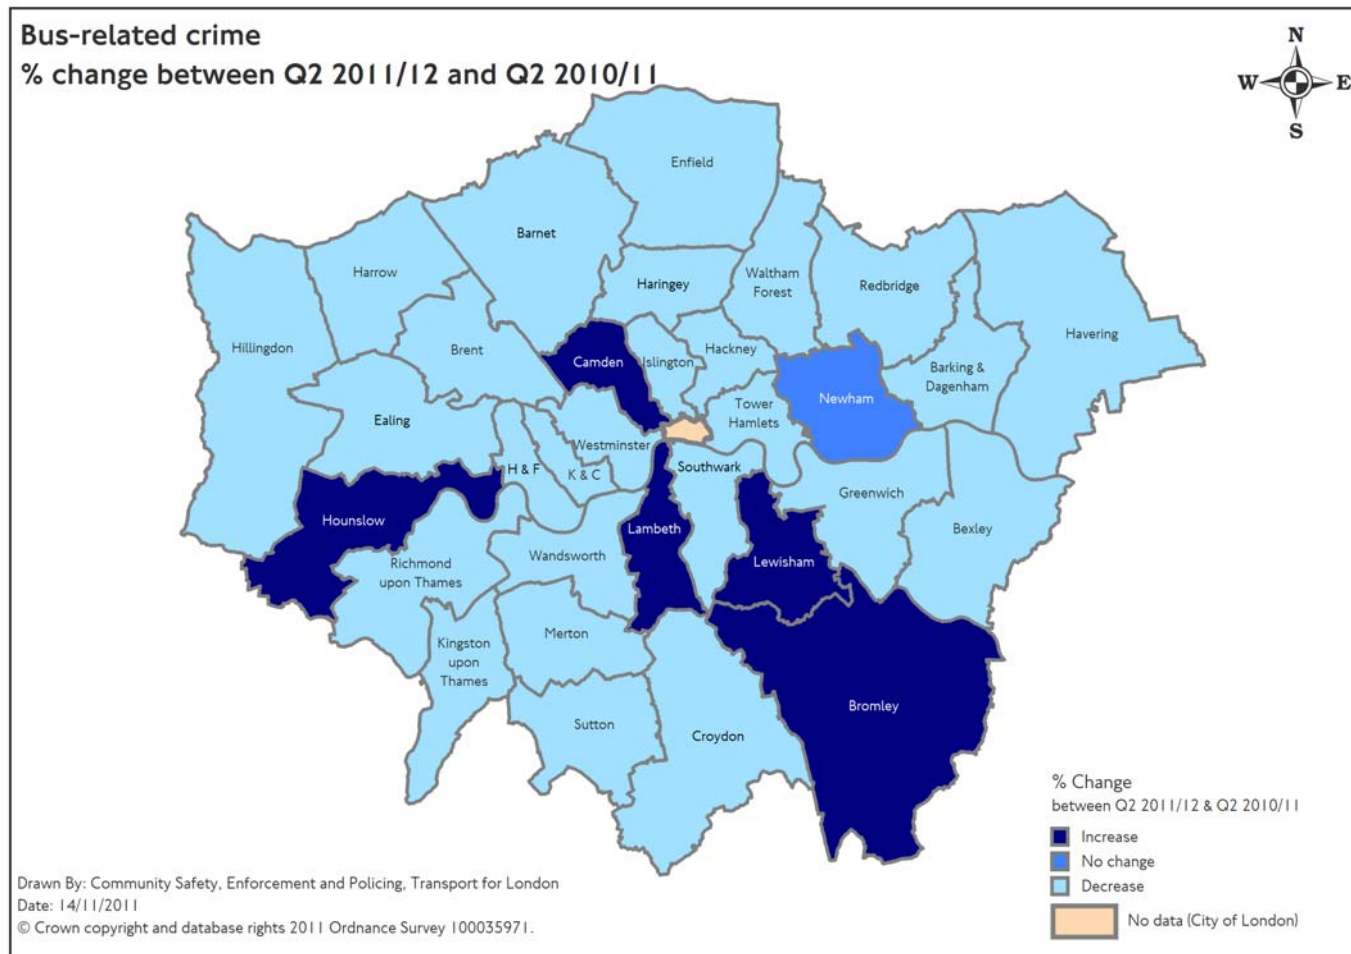 Bus-related crime
% change between Q2 2011/12 and Q2 2010/11
N
W
E
S
Enfield
Barnet
Harrow
Haringey
Waltham
Forest
Redbridge
Havering
Hillingdon
Brent
Camden
Islington
Hackney
Barking &
Dagenham
Newham
Tower
Hamlets
Ealing
Westminster
H & F
K & C
Southwark
Greenwich
Bexley
Hounslow
Lambeth
Wandsworth
Richmond
upon Thames
Lewisham
Merton
Kingston
upon
Thames
Sutton
Croydon
Bromley
% Change
between Q2 2011/12 & Q2 2010/11
Increase
No change
Decrease
No data (City of London)
Drawn By: Community Safety, Enforcement and Policing, Transport for London
Date: 14/11/2011
© Crown copyright and database rights 2011 Ordnance Survey 100035971.